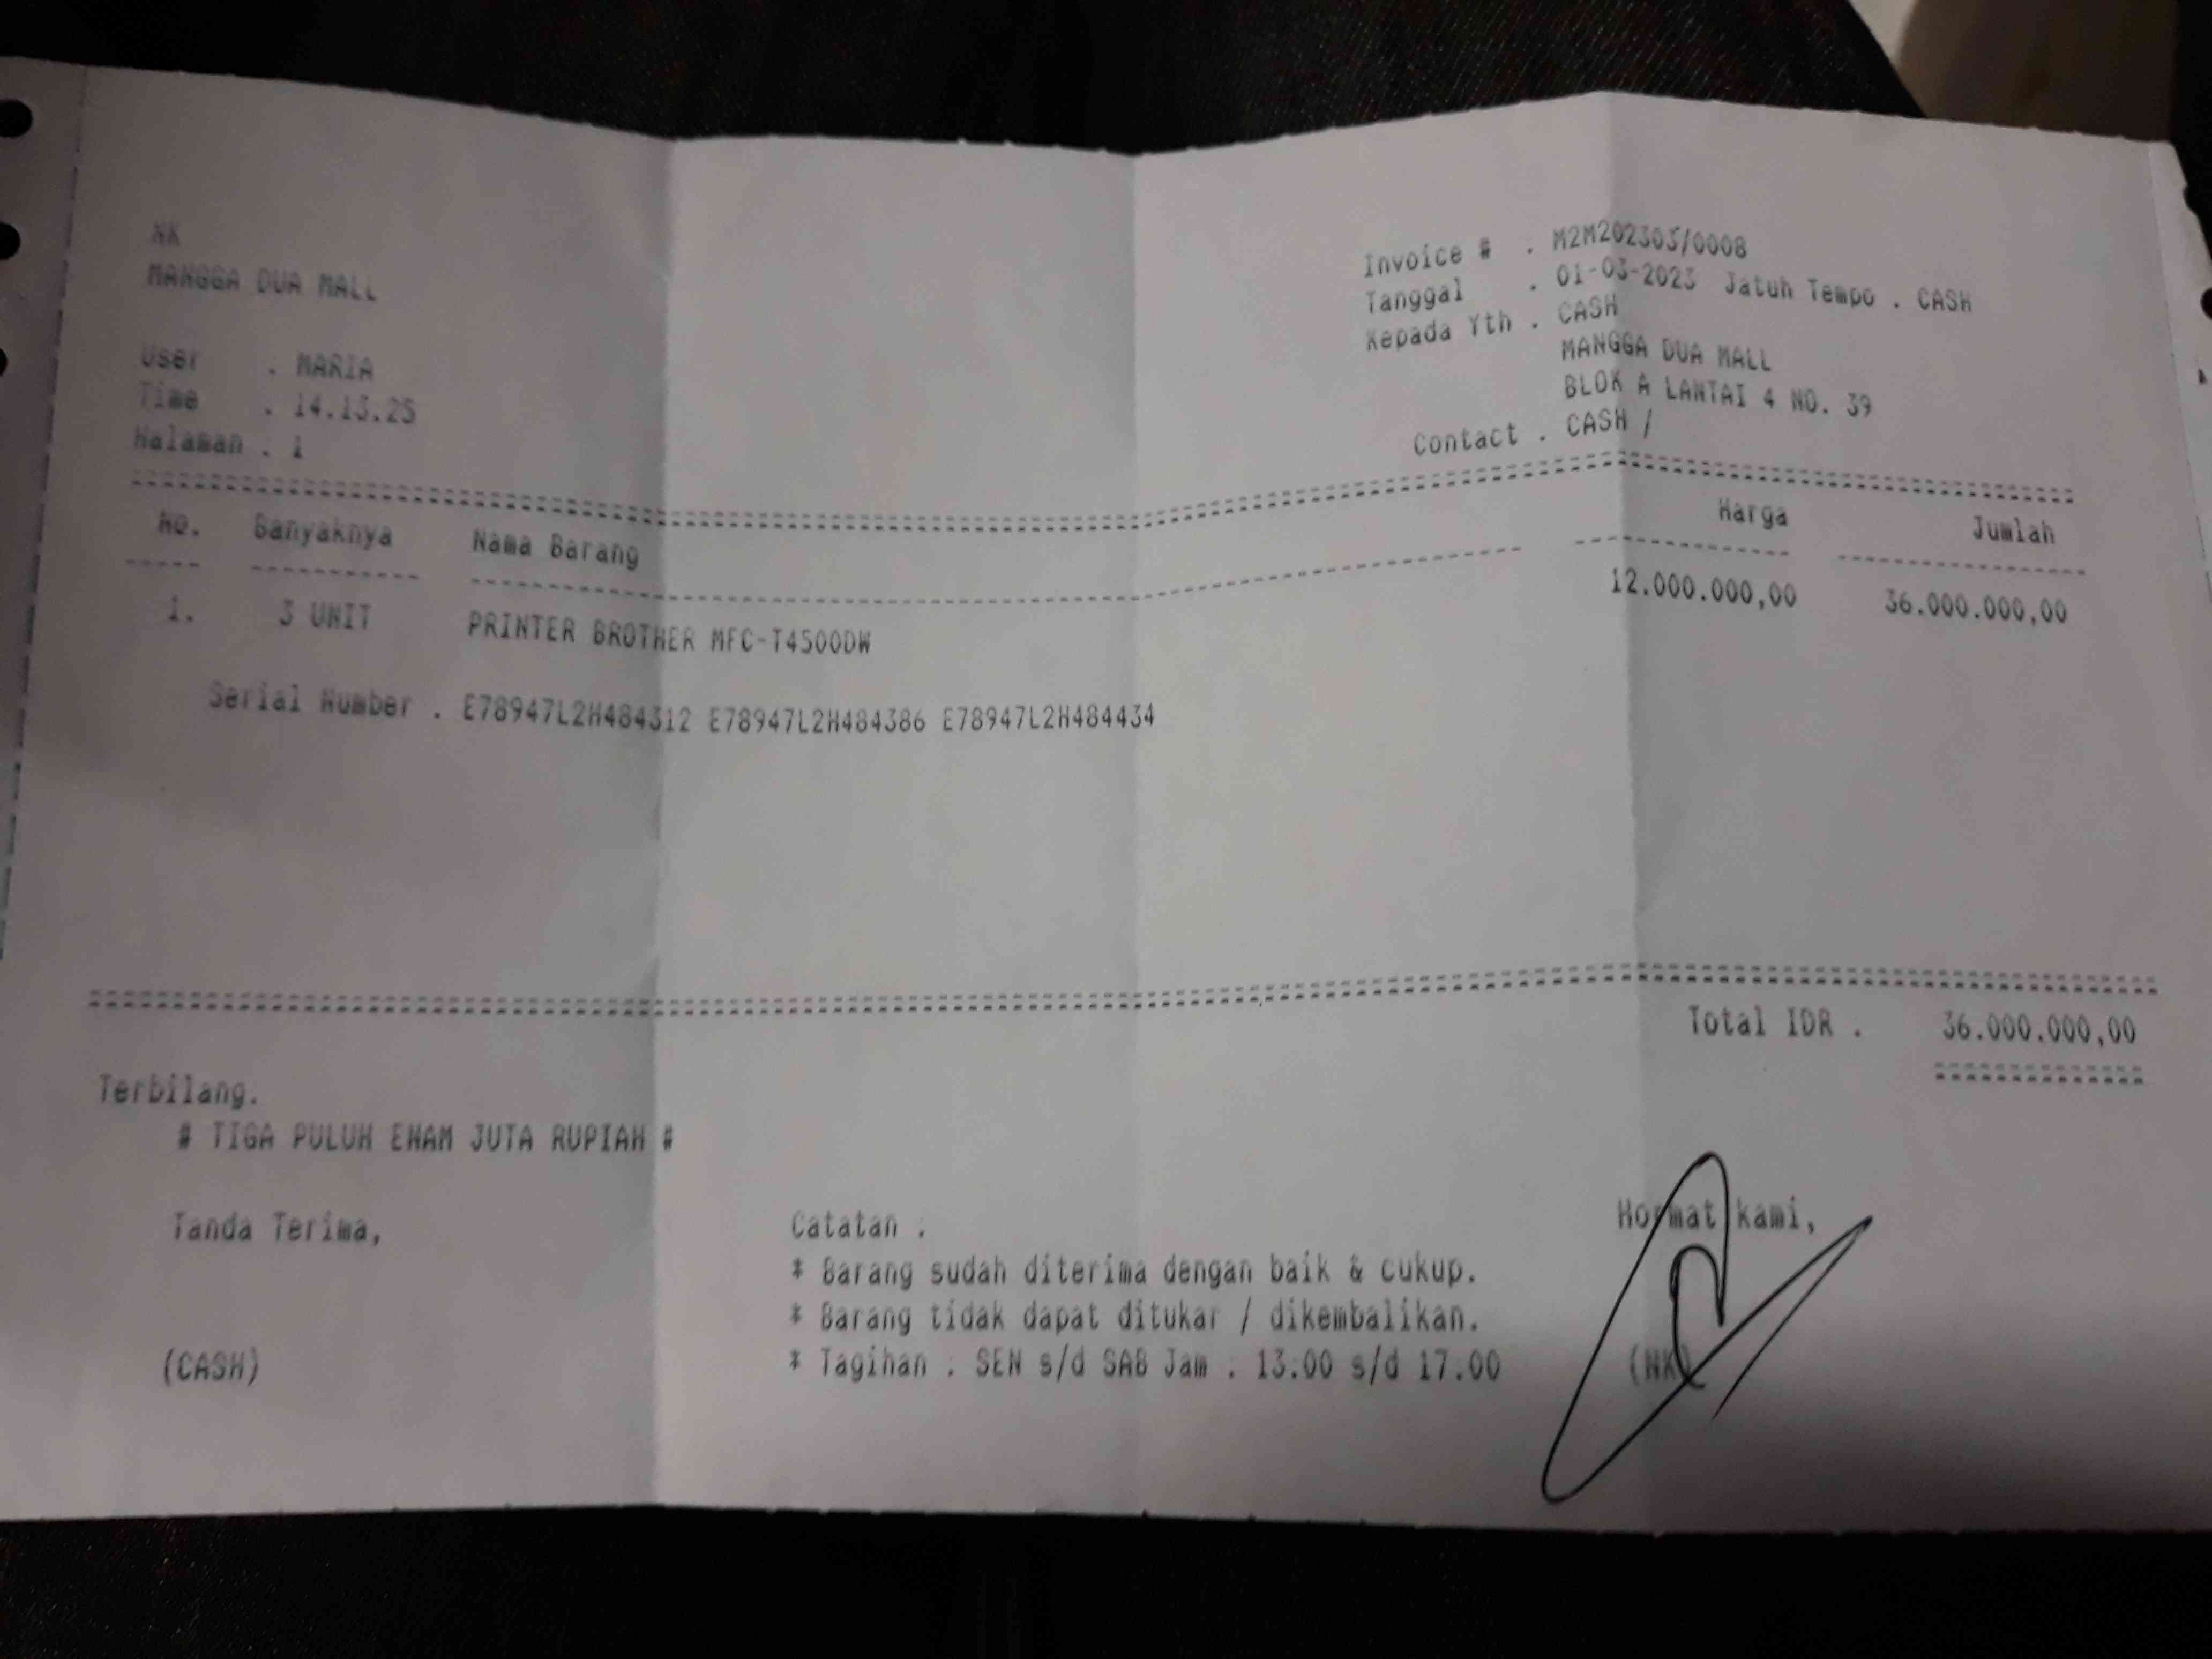 NK
MANGGA DUA MALL
User . MARIA
Time . 14.13.25
Halaman . 1
Invoice # . M2M202303/0008
Tanggal . 01-03-2023 Jatuh Tempo . CASH
Kepada Yth . CASH
MANGGA DUA MALL
BLOK A LANTAI 4 NO. 39
Contact . CASH /
No. Banyaknya Nama Barang Harga Jumlah
1. 3 UNIT PRINTER BROTHER MFC-T4500DW 12.000.000,00 36.000.000,00
Serial Number . E78947L2H484312 E78947L2H484386 E78947L2H484434
Total IDR . 36.000.000,00
Terbilang.
# TIGA PULUH ENAM JUTA RUPIAH #
Tanda Terima,
(CASH)
Catatan .
* Barang sudah diterima dengan baik & cukup.
* Barang tidak dapat ditukar / dikembalikan.
* Tagihan . SEN s/d SAB Jam . 13.00 s/d 17.00
Hormat kami,
(NK)